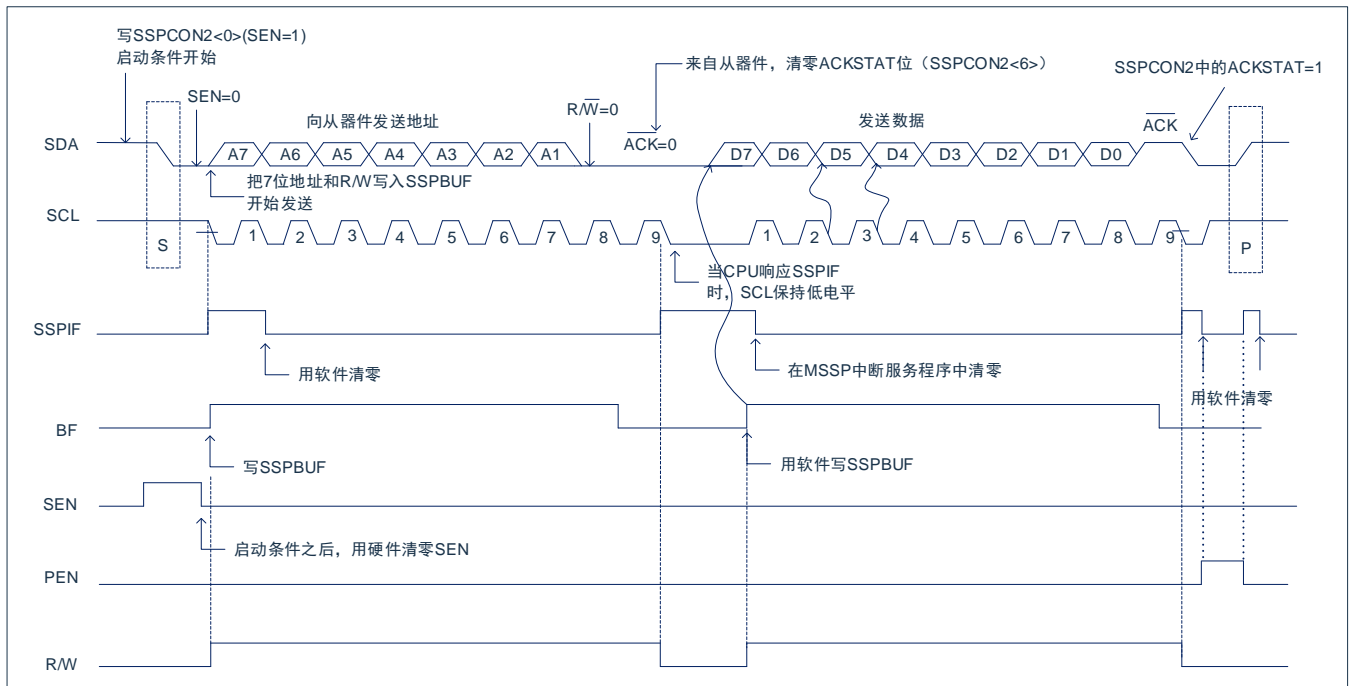 写SSPCON2<0>(SEN=1)
启动条件开始
来自从器件，清零ACKSTAT位（SSPCON2<6>）
SSPCON2中的ACKSTAT=1
SEN=0
R/W=0
向从器件发送地址
发送数据
ACK=0
ACK
SDA
A7 A6 A5 A4 A3 A2 A1
D7 D6 D5 D4 D3 D2 D1 D0
把7位地址和R/W写入SSPBUF
开始发送
SCL
S
1 2 3 4 5 6 7 8 9
1 2 3 4 5 6 7 8 9
P
当CPU响应SSPIF
时，SCL保持低电平
SSPIF
用软件清零
在MSSP中断服务程序中清零
用软件清零
BF
写SSPBUF
用软件写SSPBUF
SEN
启动条件之后，用硬件清零SEN
PEN
R/W